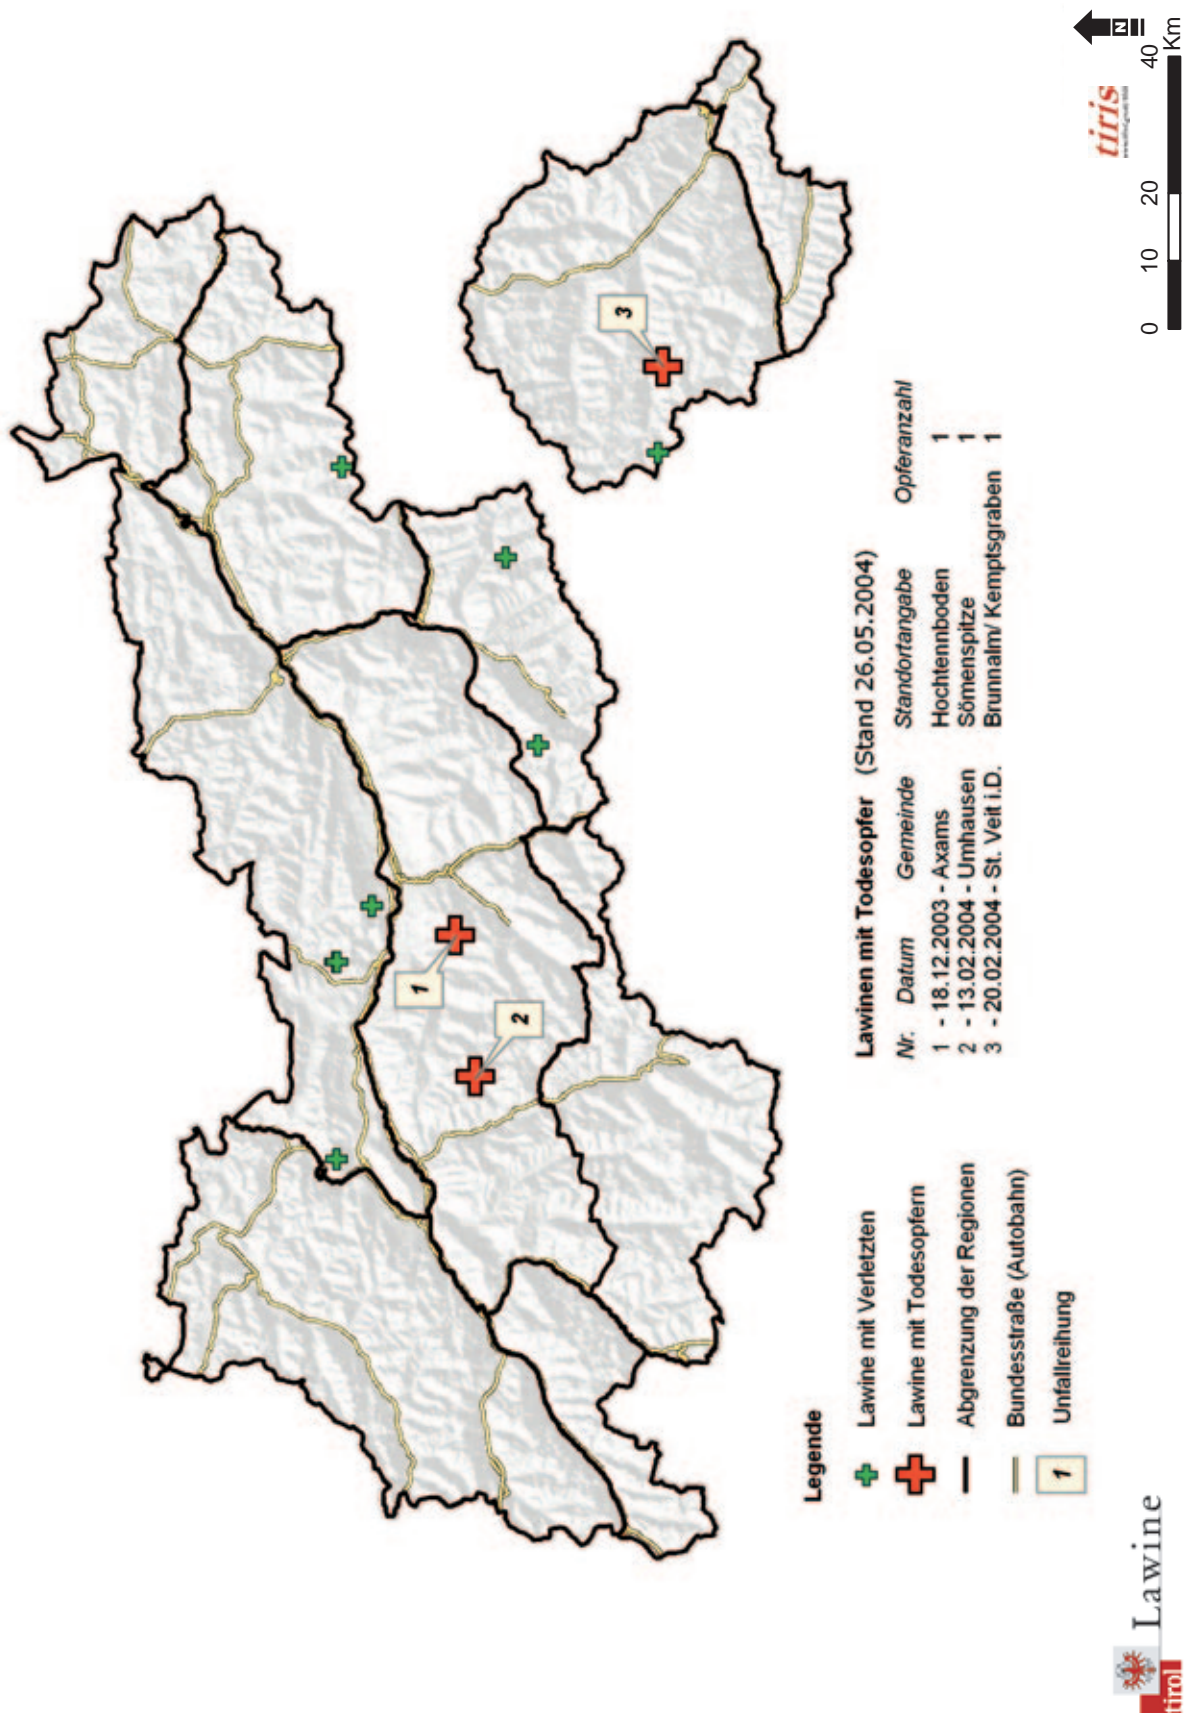 3
1
2
Legende
Lawine mit Verletzten
Lawine mit Todesopfern
Abgrenzung der Regionen
Bundesstraße (Autobahn)
1 Unfallreihung
Lawinen mit Todesopfer (Stand 26.05.2004)
Nr. Datum Gemeinde Standortangabe Opferanzahl
1 - 18.12.2003 - Axams Hochtennboden 1
2 - 13.02.2004 - Umhausen Sömenspitze 1
3 - 20.02.2004 - St. Veit i.D. Brunnalm/ Kemptsgraben 1
tiris
N
0 10 20 40
Km
tirol
Lawine